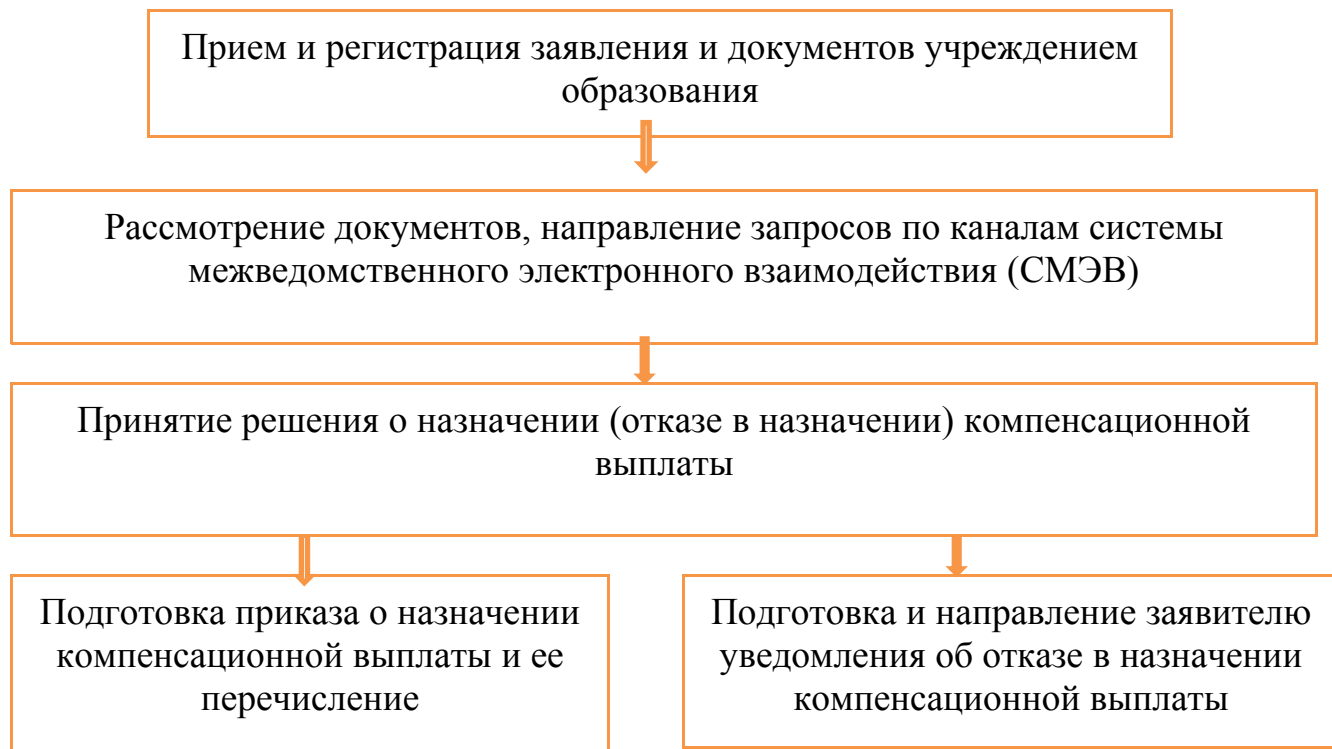 Прием и регистрация заявления и документов учреждением
образования
Рассмотрение документов, направление запросов по каналам системы
межведомственного электронного взаимодействия (СМЭВ)
Принятие решения о назначении (отказе в назначении) компенсационной
выплаты
Подготовка приказа о назначении
компенсационной выплаты и ее
перечисление
Подготовка и направление заявителю
уведомления об отказе в назначении
компенсационной выплаты